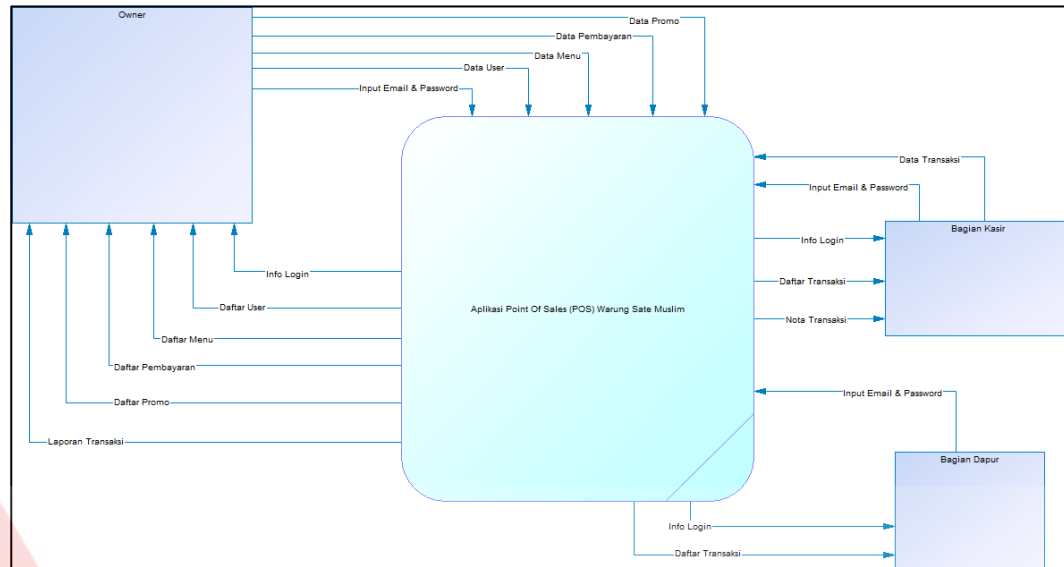 Owner
Data Promo
Data Pembayaran
Data Menu
Data User
Input Email & Password
Data Transaksi
Input Email & Password
Bagian Kasir
Info Login
Info Login
Daftar Transaksi
Daftar User
Aplikasi Point Of Sales (POS) Warung Sate Muslim
Nota Transaksi
Daftar Menu
Daftar Pembayaran
Input Email & Password
Daftar Promo
Laporan Transaksi
Bagian Dapur
Info Login
Daftar Transaksi